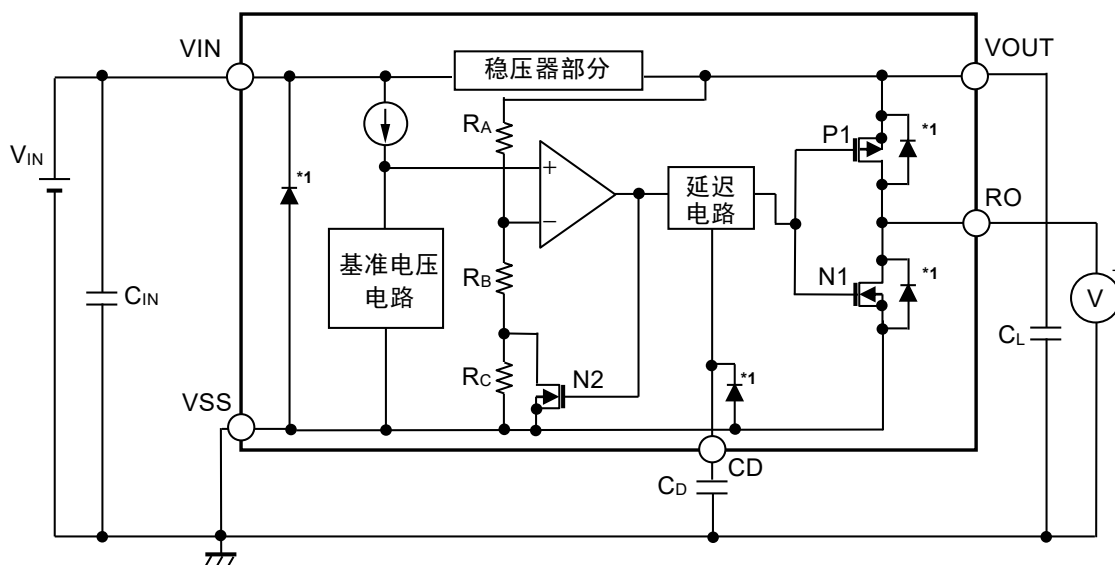 VIN
稳压器部分
VOUT
RA
P1
*1
VIN
*1
+
延迟
电路
RO
−
基准电压
电路
RB
N1
*1
V
+
CIN
CL
RC
N2
*1
VSS
CD
CD